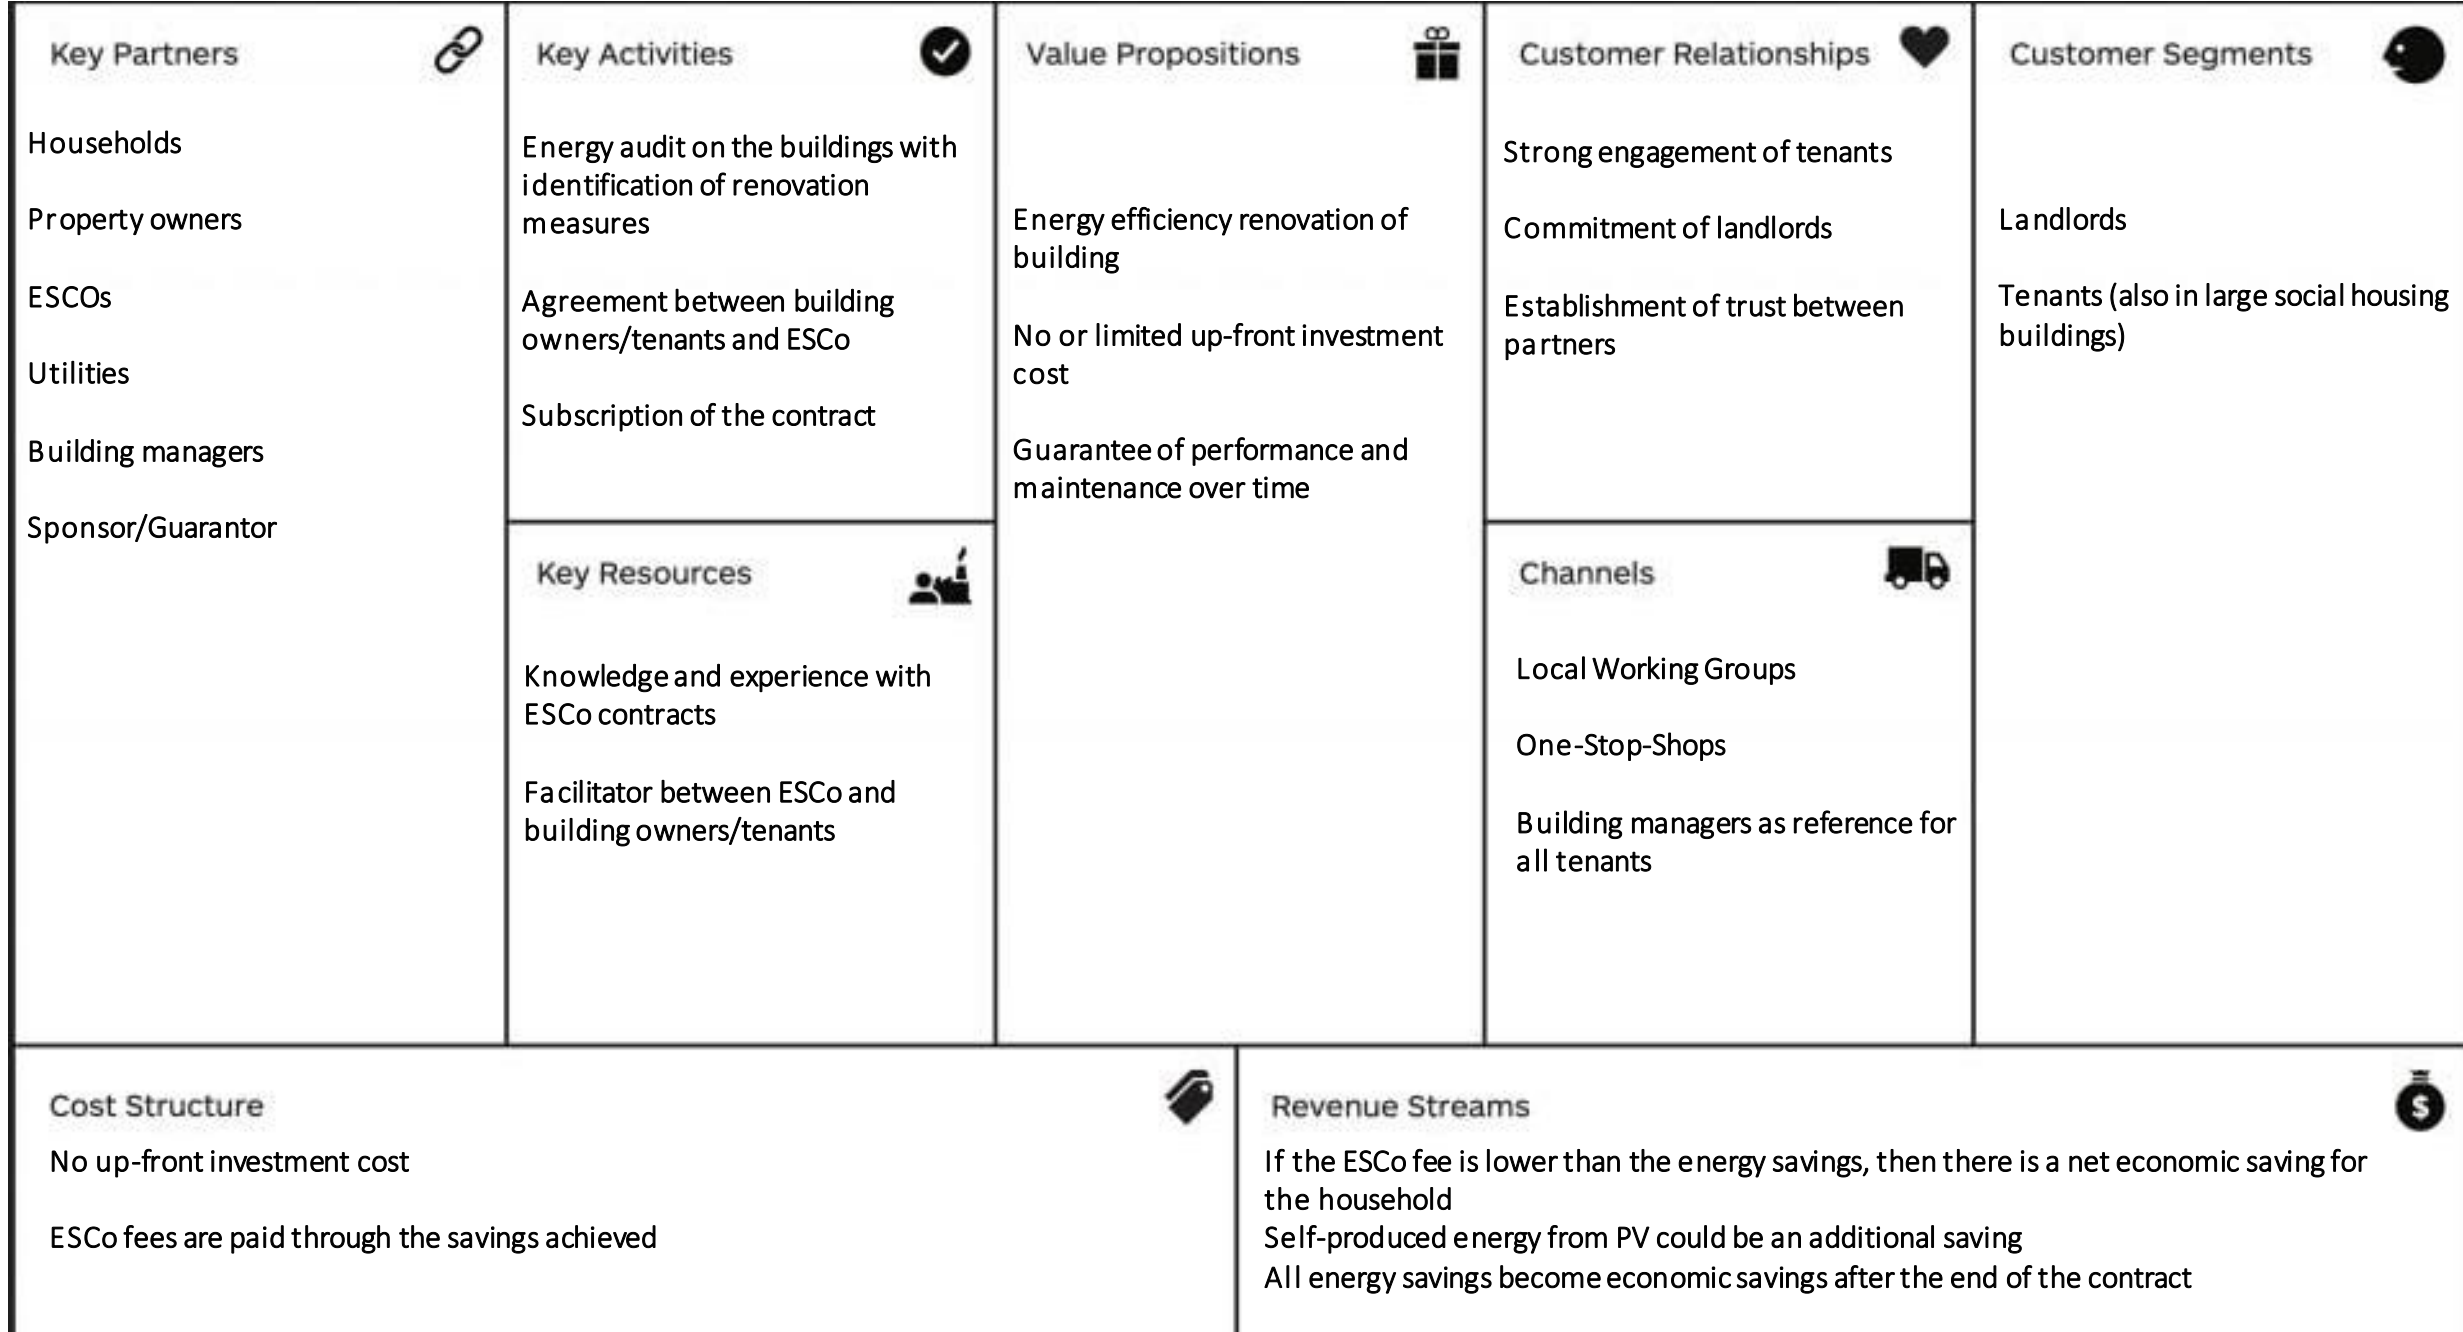 Key Partners
Households
Property owners
ESCOs
Utilities
Building managers
Sponsor/Guarantor
Key Activities
Energy audit on the buildings with
identification of renovation
measures
Agreement between building
owners/tenants and ESCo
Subscription of the contract
Key Resources
Knowledge and experience with
ESCo contracts
Facilitator between ESCo and
building owners/tenants
Value Propositions
Energy efficiency renovation of
building
No or limited up-front investment
cost
Guarantee of performance and
maintenance over time
Customer Relationships
Strong engagement of tenants
Commitment of landlords
Establishment of trust between
partners
Channels
Local Working Groups
One-Stop-Shops
Building managers as reference for
all tenants
Customer Segments
Landlords
Tenants (also in large social housing
buildings)
Cost Structure
No up-front investment cost
ESCo fees are paid through the savings achieved
Revenue Streams
$
If the ESCo fee is lower than the energy savings, then there is a net economic saving for
the household
Self-produced energy from PV could be an additional saving
All energy savings become economic savings after the end of the contract